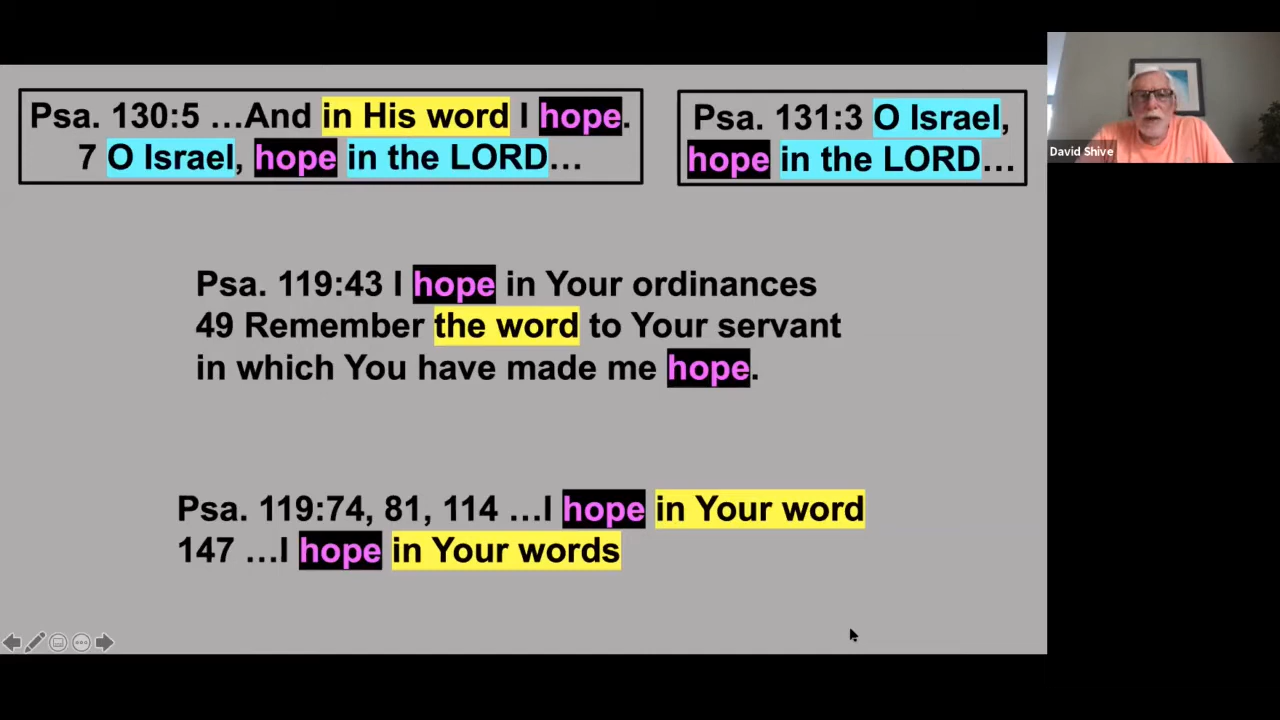 Psa. 130:5 …And in His word I hope.
7 O Israel, hope in the LORD…
Psa. 131:3 O Israel,
hope in the LORD…
David Shive
Psa. 119:43 I hope in Your ordinances
49 Remember the word to Your servant
in which You have made me hope.
Psa. 119:74, 81, 114 …I hope in Your word
147 …I hope in Your words